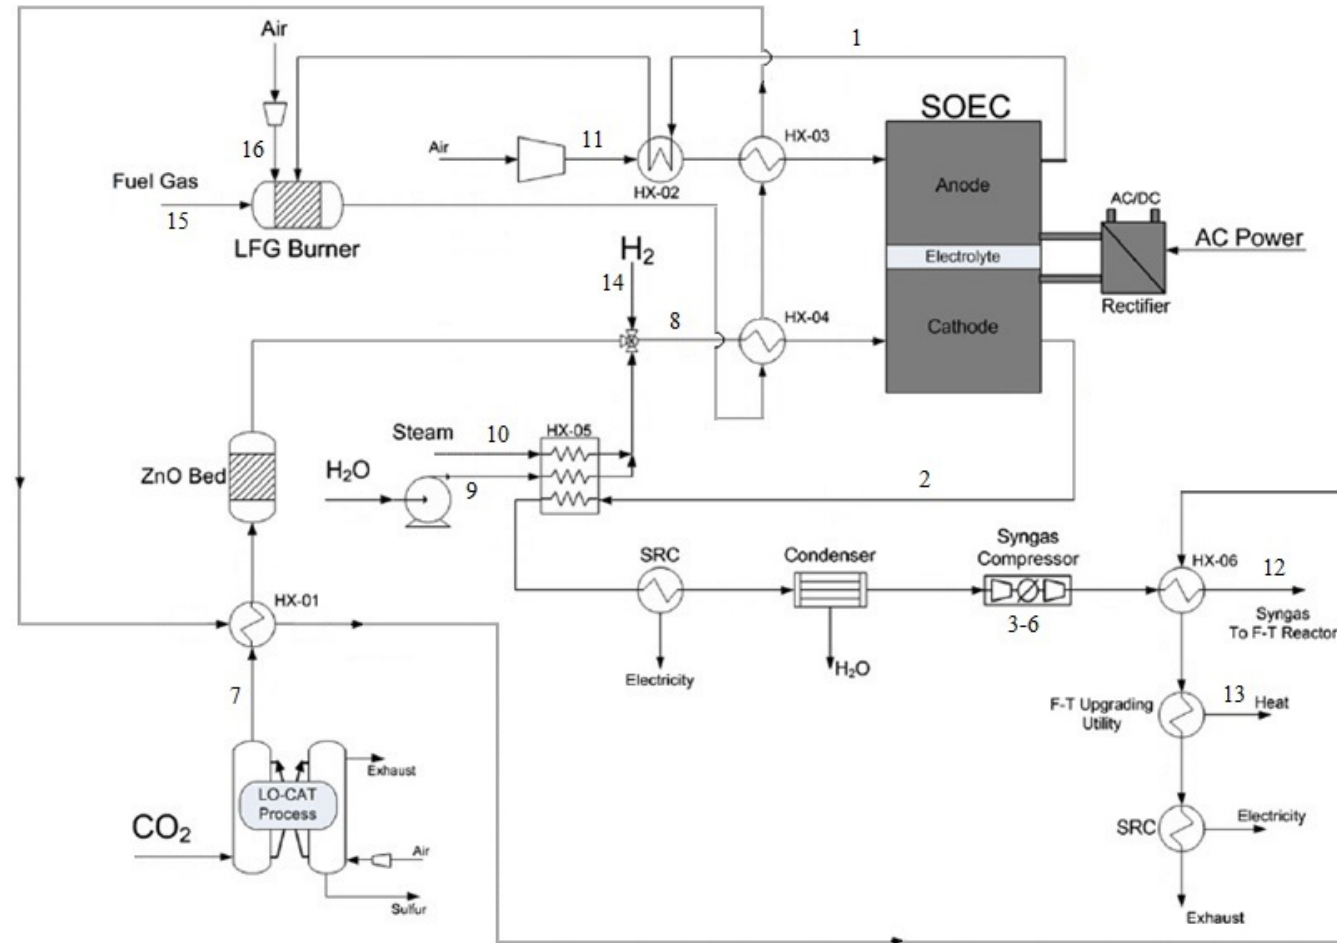 1
Air
SOEC
HX-03
16
Air
11
HX-02
Anode
Fuel Gas
15
LFG Burner
AC/DC
AC Power
Rectifier
H2
14
Electrolyte
8
HX-04
Cathode
Steam
10
HX-05
ZnO Bed
H2O
9
2
SRC
Condenser
Syngas
Compressor
HX-06
12
3-6
Syngas
To F-T Reactor
HX-01
Electricity
H2O
7
F-T Upgrading
Utility
13
Heat
Exhaust
LO-CAT
Process
CO2
Air
Sulfur
SRC
Electricity
Exhaust